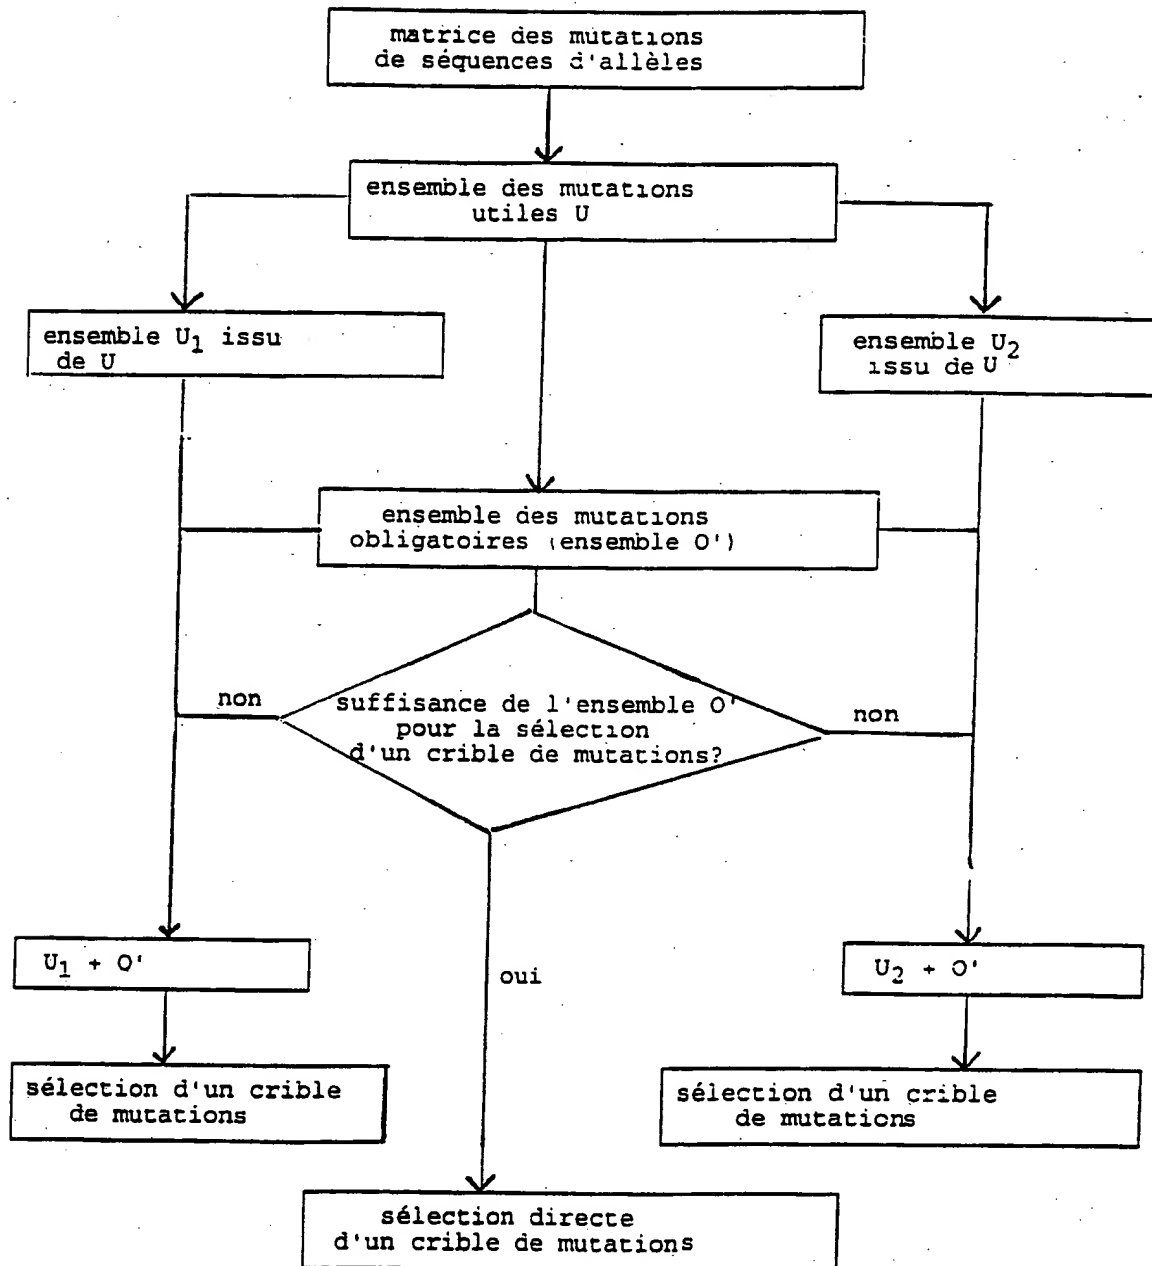 matrice des mutations
de séquences d'allèles
ensemble des mutations
utiles U
ensemble U1 issu
de U
ensemble U2
issu de U
ensemble des mutations
obligatoires (ensemble O')
non
suffisance de l'ensemble O'
pour la sélection
d'un crible de mutations?
non
U1 + O'
oui
U2 + O'
sélection d'un crible
de mutations
sélection d'un crible
de mutations
sélection directe
d'un crible de mutations